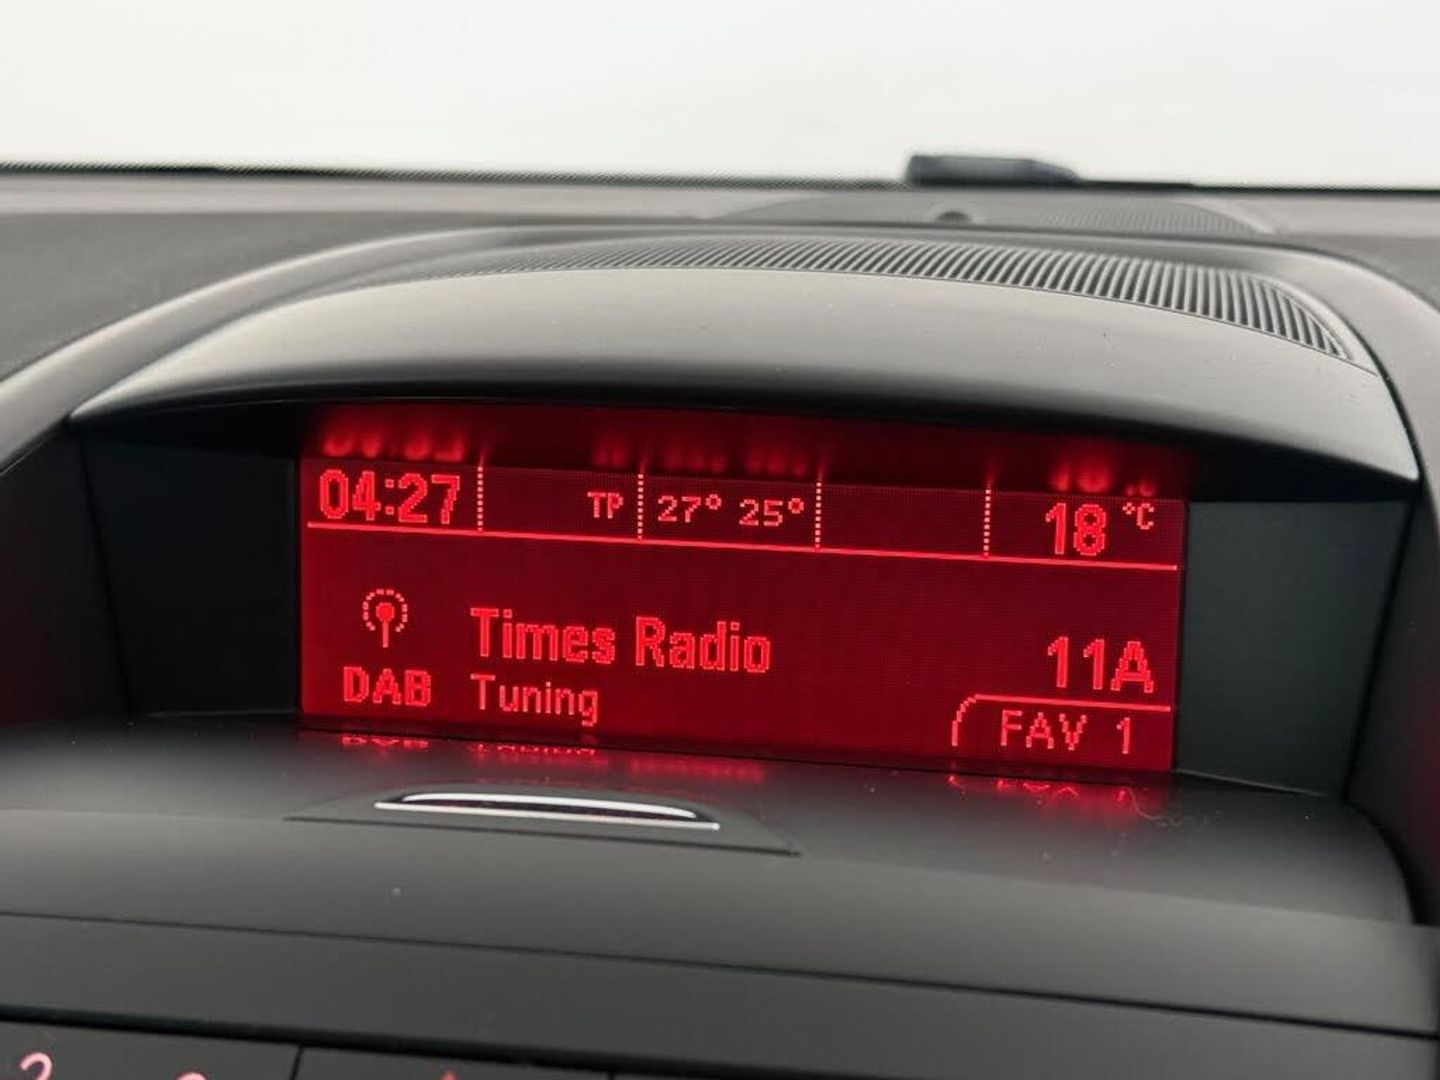 04:27 TP 27° 25° 18 °C
Times Radio 11A
DAB Tuning FAV 1